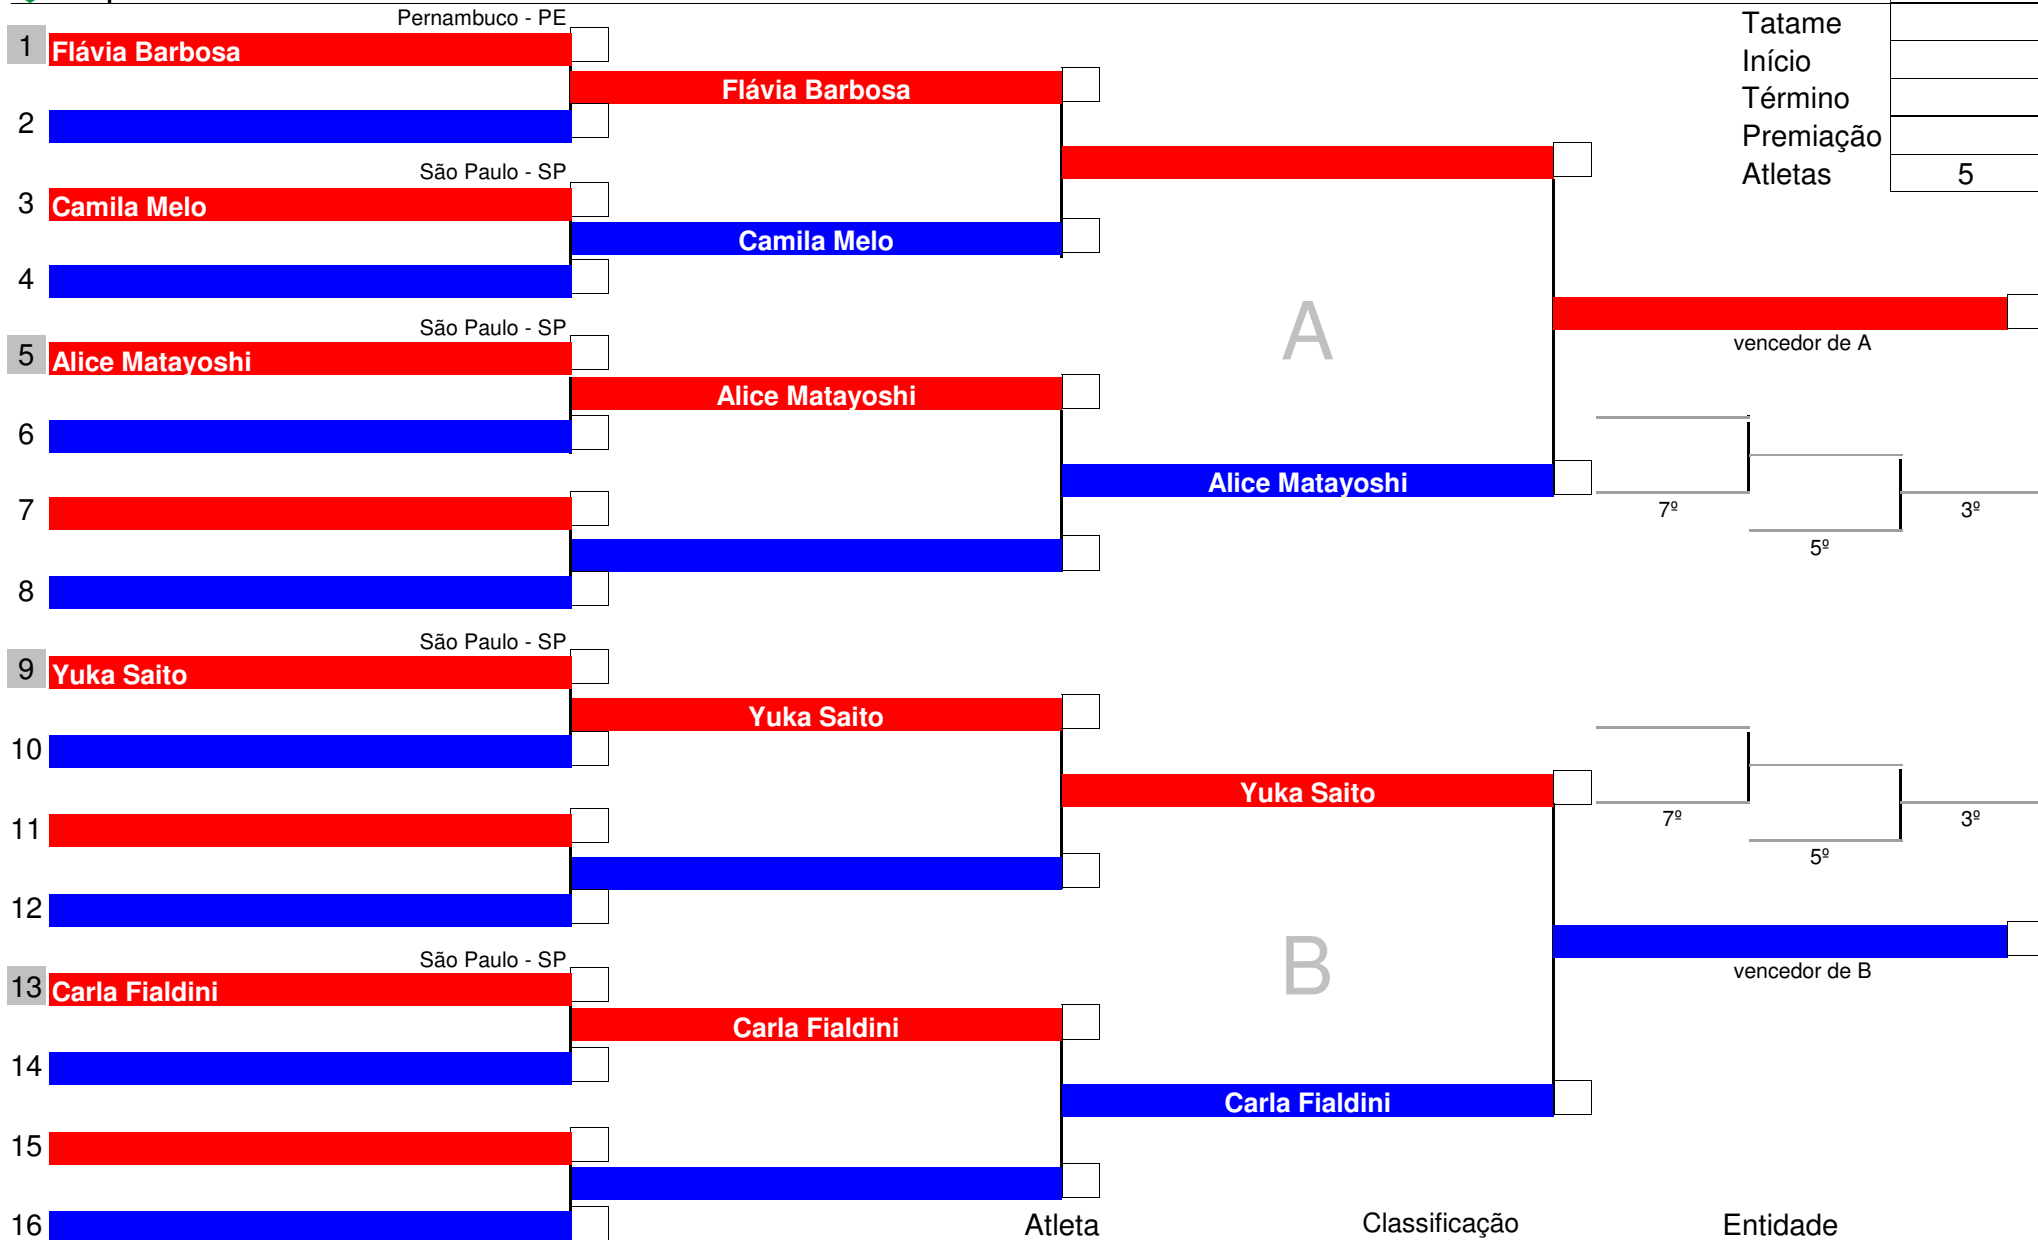 Pernambuco - PE
Tatame
1 Flávia Barbosa
Início
Flávia Barbosa
Término
2
Premiação
São Paulo - SP
Atletas 5
3 Camila Melo
Camila Melo
4
São Paulo - SP
A
vencedor de A
5 Alice Matayoshi
Alice Matayoshi
6
Alice Matayoshi
7
7º 3º
5º
8
São Paulo - SP
9 Yuka Saito
Yuka Saito
10
Yuka Saito
11
7º 3º
5º
12
São Paulo - SP
B
vencedor de B
13 Carla Fialdini
Carla Fialdini
14
Carla Fialdini
15
16
Atleta Classificação Entidade